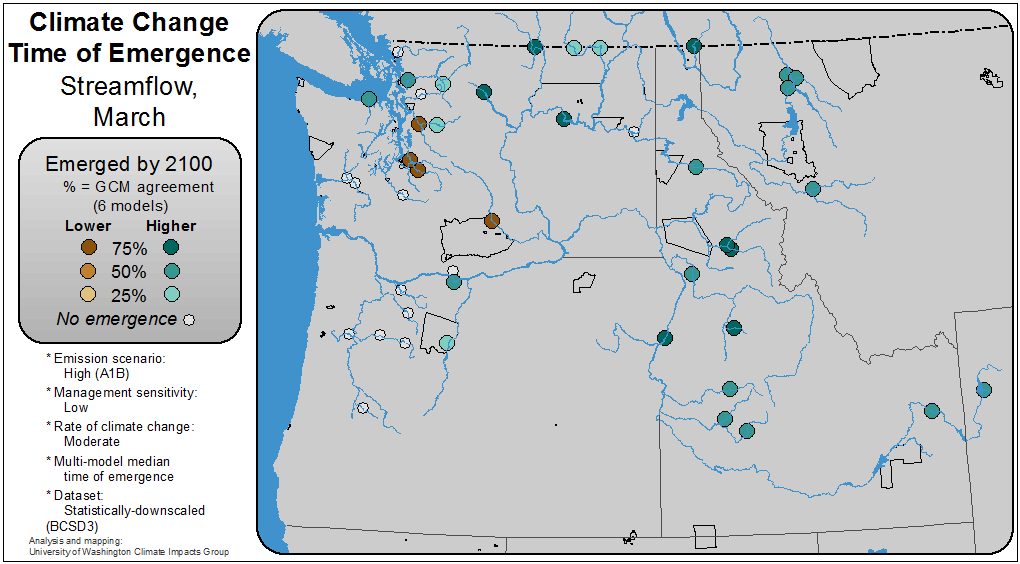 Climate Change
Time of Emergence
Streamflow,
March
Emerged by 2100
% = GCM agreement
(6 models)
Lower Higher
75%
50%
25%
No emergence
* Emission scenario:
High (A1B)
* Management sensitivity:
Low
* Rate of climate change:
Moderate
* Multi-model median
time of emergence
* Dataset:
Statistically-downscaled
(BCSD3)
Analysis and mapping:
University of Washington Climate Impacts Group